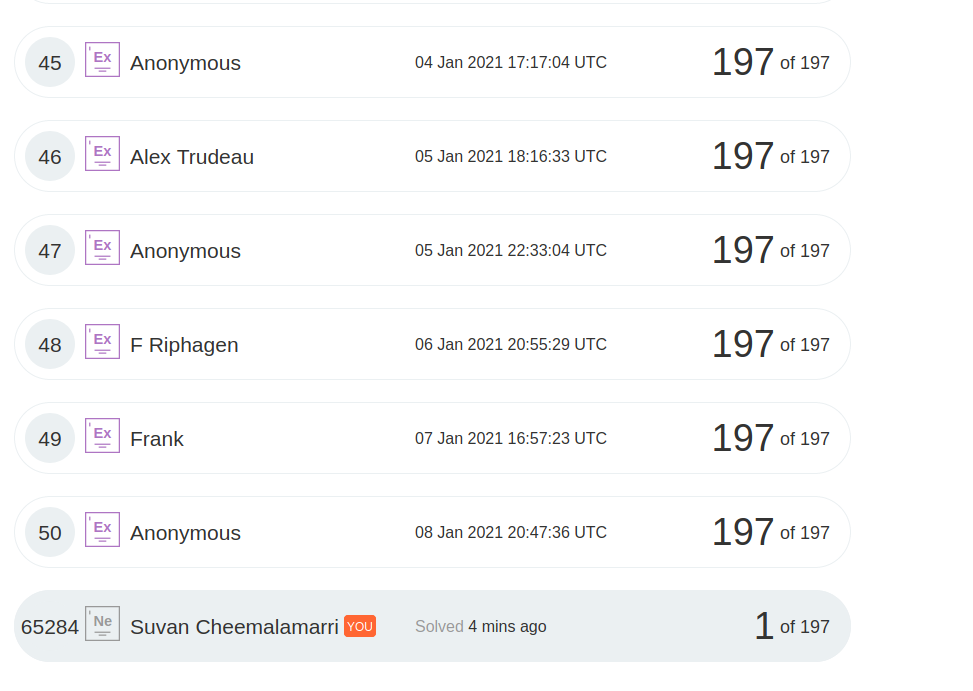 45 Ex Anonymous 04 Jan 2021 17:17:04 UTC 197 of 197
46 Ex Alex Trudeau 05 Jan 2021 18:16:33 UTC 197 of 197
47 Ex Anonymous 05 Jan 2021 22:33:04 UTC 197 of 197
48 Ex F Riphagen 06 Jan 2021 20:55:29 UTC 197 of 197
49 Ex Frank 07 Jan 2021 16:57:23 UTC 197 of 197
50 Ex Anonymous 08 Jan 2021 20:47:36 UTC 197 of 197
65284 Ne Suvan Cheemalamarri YOU Solved 4 mins ago 1 of 197